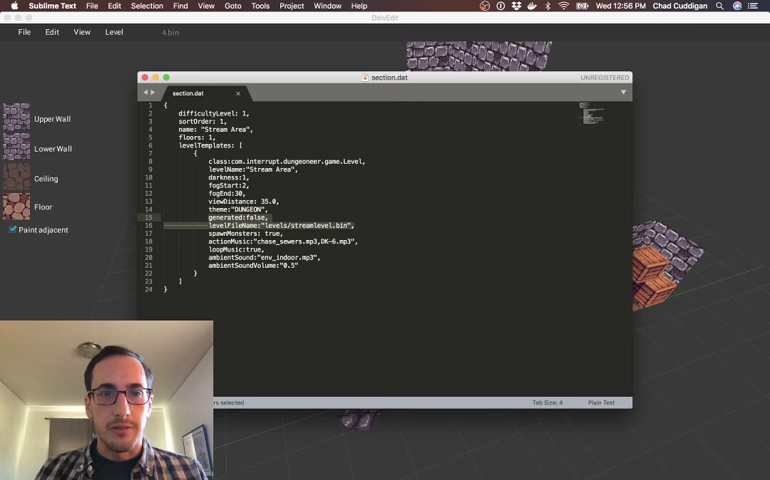 Sublime Text File Edit Selection Find View Goto Tools Project Window Help Wed 12:56 PM Chad Cuddigan
DelvEdit
File Edit View Level 4.bin
section.dat UNREGISTERED
section.dat
Upper Wall
Lower Wall
Ceiling
Floor
Paint adjacent
1 {
2 difficultyLevel: 1,
3 sortOrder: 1,
4 name: "Stream Area",
5 floors: 1,
6 levelTemplates: [
7 {
8 class:com.interrupt.dungeoneer.game.Level,
9 levelName:"Stream Area",
10 darkness:1,
11 fogStart:2,
12 fogEnd:30,
13 viewDistance: 35.0,
14 theme:"DUNGEON",
15 generated:false,
16 levelFileName:"levels/streamlevel.bin",
17 spawnMonsters: true,
18 actionMusic:"chase_sewers.mp3,DK-6.mp3",
19 loopMusic:true,
20 ambientSound:"env_indoor.mp3",
21 ambientSoundVolume:"0.5"
22 }
23 ]
24 }
selected Tab Size: 4 Plain Text